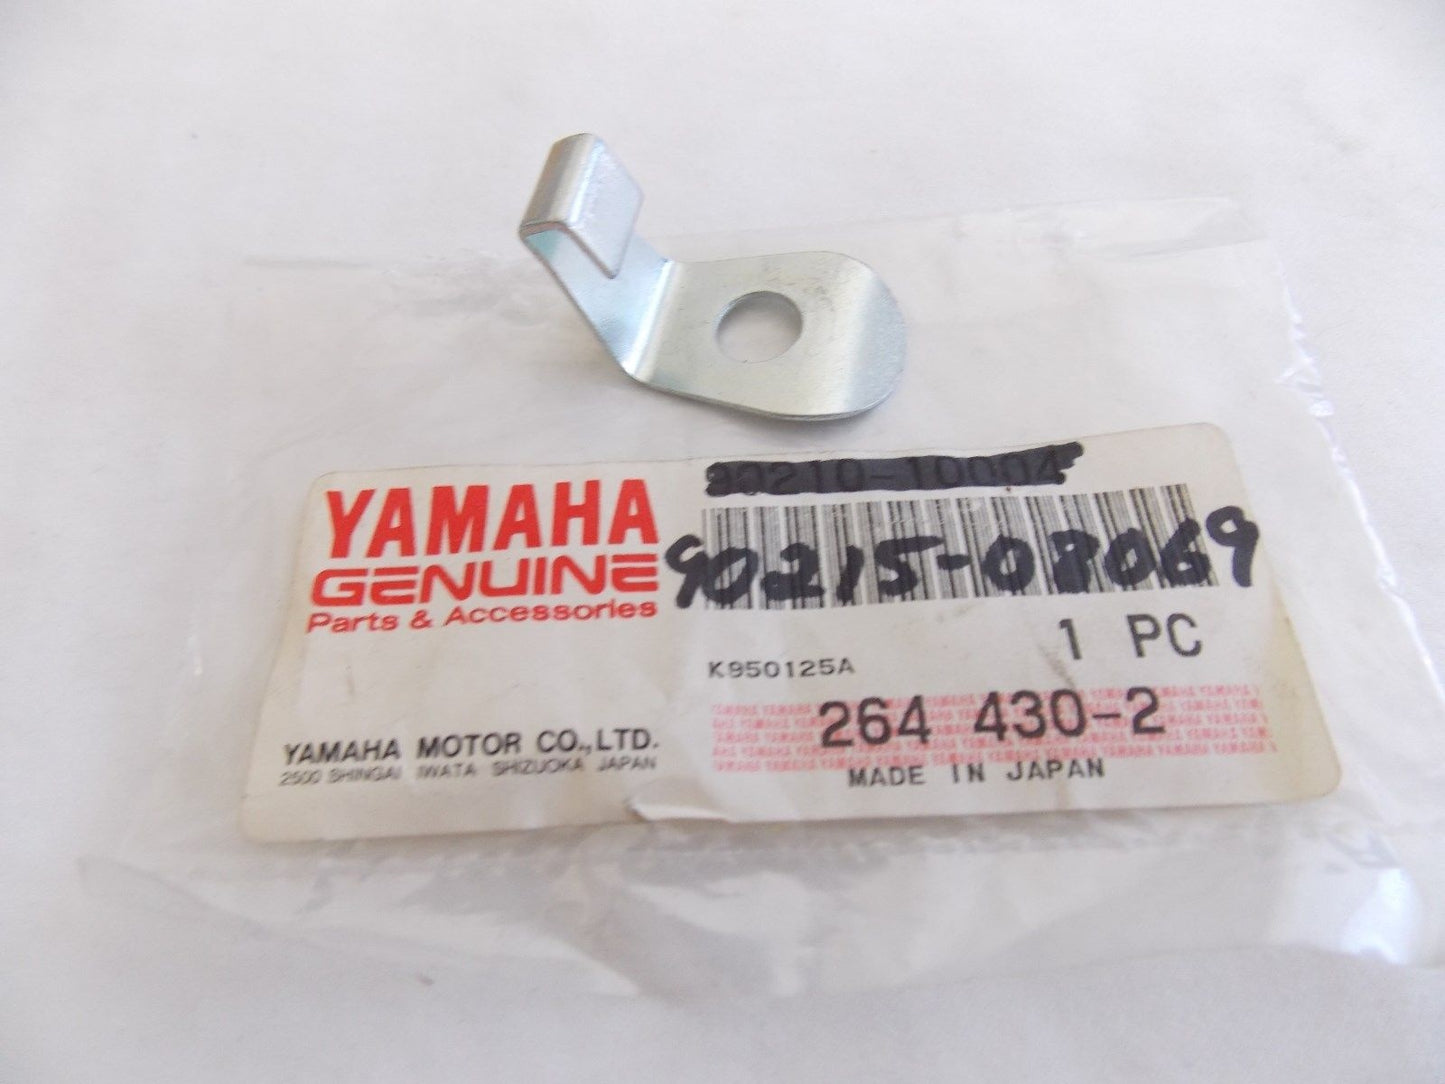 YAMAHA
GENUINE
Parts & Accessories
90210-10004
90215-08069
1 PC
K950125A
264 430-2
YAMAHA MOTOR CO.,LTD.
2500 SHINGAI IWATA SHIZUOKA JAPAN
MADE IN JAPAN